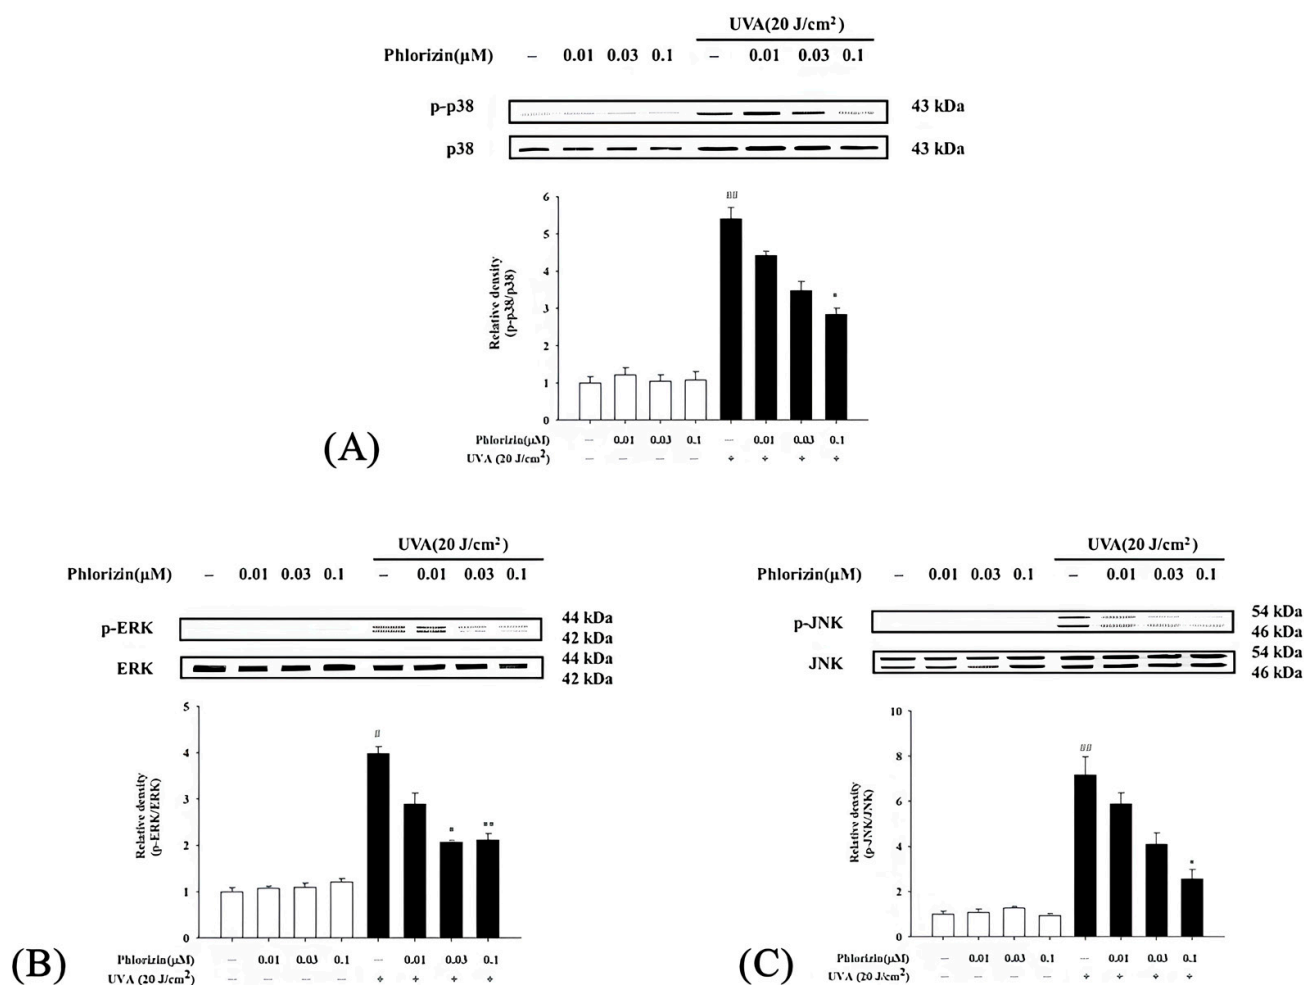 UVA(20 J/cm²)
Phlorizin(µM) – 0.01 0.03 0.1 – 0.01 0.03 0.1
p-p38 43 kDa
p38 43 kDa
6
5
4
3
2
1
0
Relative density
(p-p38/p38)
##
*
Phlorizin(µM) — 0.01 0.03 0.1 — 0.01 0.03 0.1
UVA (20 J/cm²) — — — — + + + +
(A)
UVA(20 J/cm²)
Phlorizin(µM) – 0.01 0.03 0.1 – 0.01 0.03 0.1
p-ERK 44 kDa
42 kDa
ERK 44 kDa
42 kDa
5
4
3
2
1
0
Relative density
(p-ERK/ERK)
#
*
**
Phlorizin(µM) — 0.01 0.03 0.1 — 0.01 0.03 0.1
UVA (20 J/cm²) — — — — + + + +
(B)
UVA(20 J/cm²)
Phlorizin(µM) – 0.01 0.03 0.1 – 0.01 0.03 0.1
p-JNK 54 kDa
46 kDa
JNK 54 kDa
46 kDa
10
8
6
4
2
0
Relative density
(p-JNK/JNK)
##
*
Phlorizin(µM) — 0.01 0.03 0.1 — 0.01 0.03 0.1
UVA (20 J/cm²) — — — — + + + +
(C)